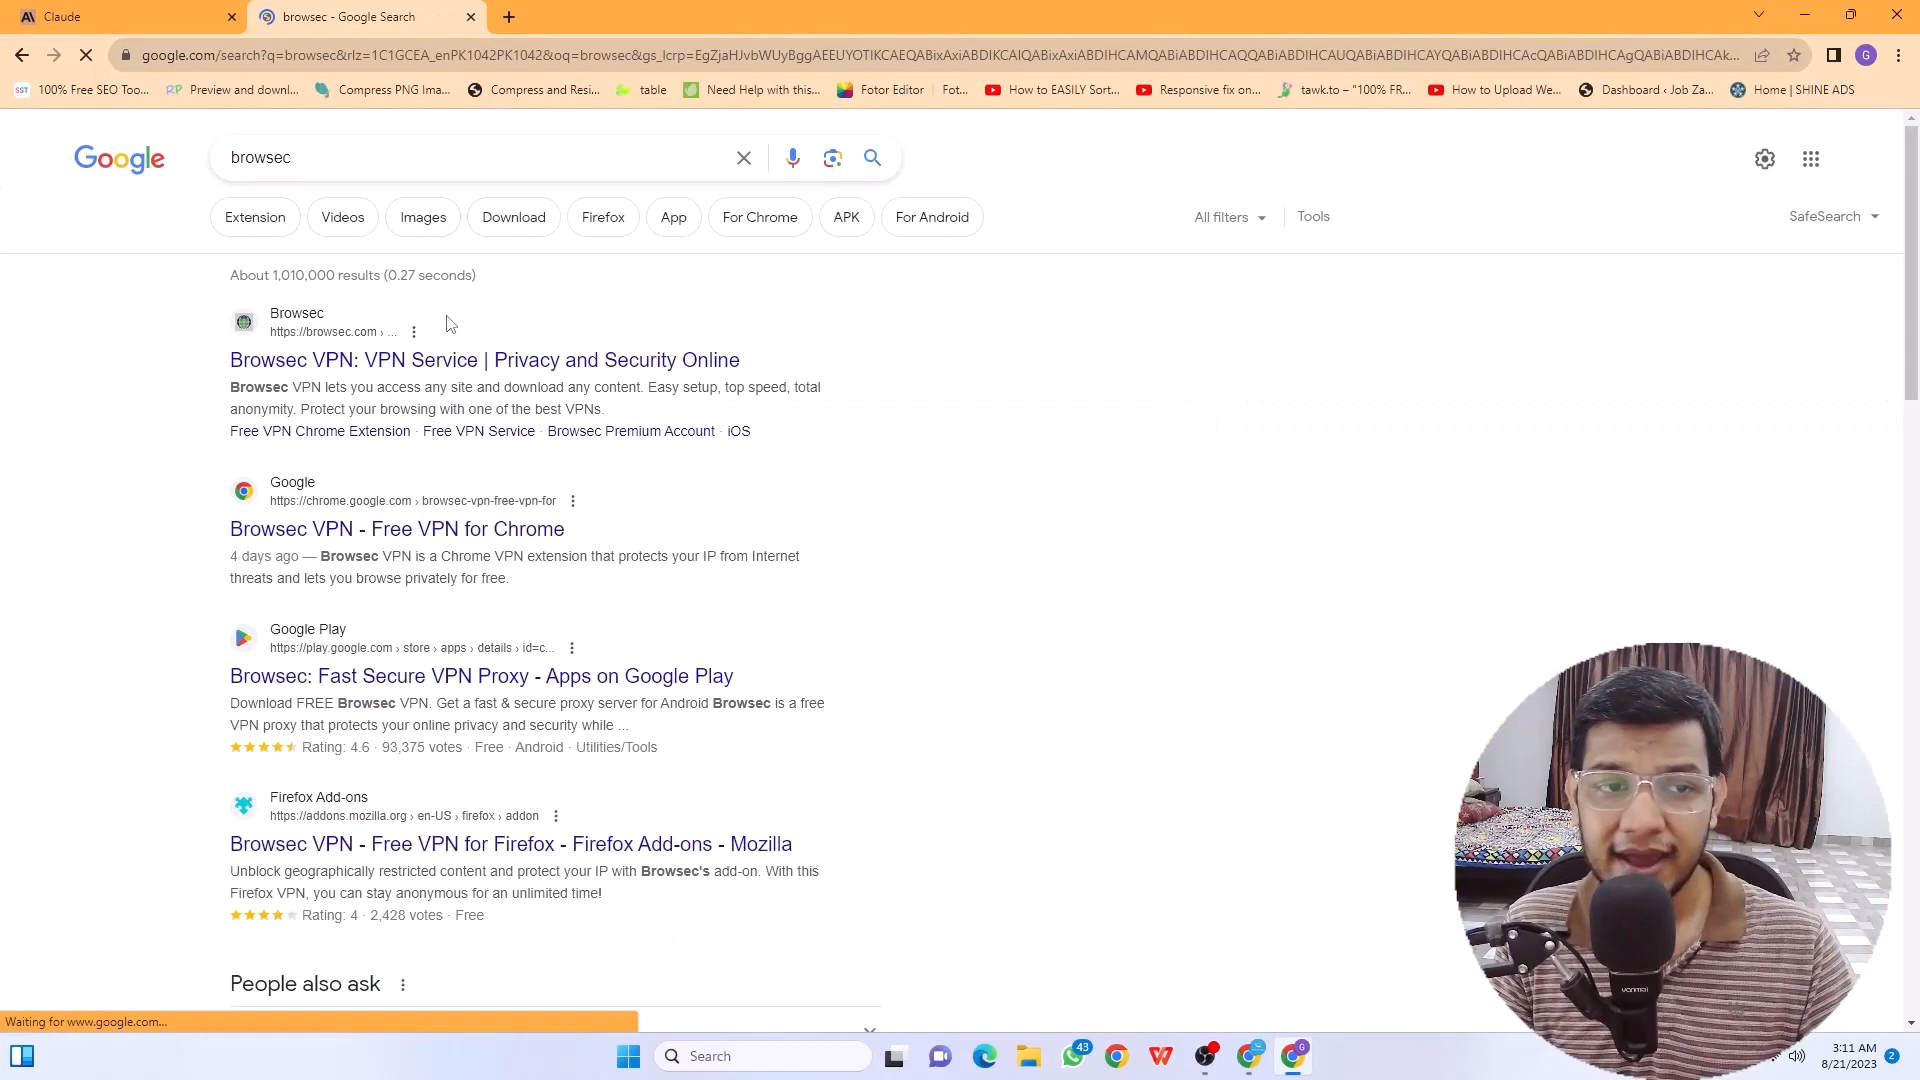 Claude
browsec - Google Search
google.com/search?q=browsec&rlz=1C1GCEA_enPK1042PK1042&oq=browsec&gs_lcrp=
100% Free SEO Too...
Preview and downl...
Compress PNG Ima...
Compress and Resi...
table
Need Help with this...
Fotor Editor
Fot...
How to EASILY Sort...
Responsive fix on...
tawk.to – "100% FR...
How to Upload We...
Dashboard ‹ Job Za...
Home | SHINE ADS
Google
browsec
Extension
Videos
Images
Download
Firefox
App
For Chrome
APK
For Android
All filters
Tools
SafeSearch
About 1,010,000 results (0.27 seconds)
Browsec
https://browsec.com › ...
Browsec VPN: VPN Service | Privacy and Security Online
Browsec VPN lets you access any site and download any content. Easy setup, top speed, total
anonymity. Protect your browsing with one of the best VPNs.
Free VPN Chrome Extension · Free VPN Service · Browsec Premium Account · iOS
Google
https://chrome.google.com › browsec-vpn-free-vpn-for
Browsec VPN - Free VPN for Chrome
4 days ago — Browsec VPN is a Chrome VPN extension that protects your IP from Internet
threats and lets you browse privately for free.
Google Play
https://play.google.com › store › apps › details › id=c...
Browsec: Fast Secure VPN Proxy - Apps on Google Play
Download FREE Browsec VPN. Get a fast & secure proxy server for Android Browsec is a free
VPN proxy that protects your online privacy and security while ...
Rating: 4.6 · 93,375 votes · Free · Android · Utilities/Tools
Firefox Add-ons
https://addons.mozilla.org › en-US › firefox › addon
Browsec VPN - Free VPN for Firefox - Firefox Add-ons - Mozilla
Unblock geographically restricted content and protect your IP with Browsec's add-on. With this
Firefox VPN, you can stay anonymous for an unlimited time!
Rating: 4 · 2,428 votes · Free
People also ask
Waiting for www.google.com...
Search
43
3:11 AM
8/21/2023
2